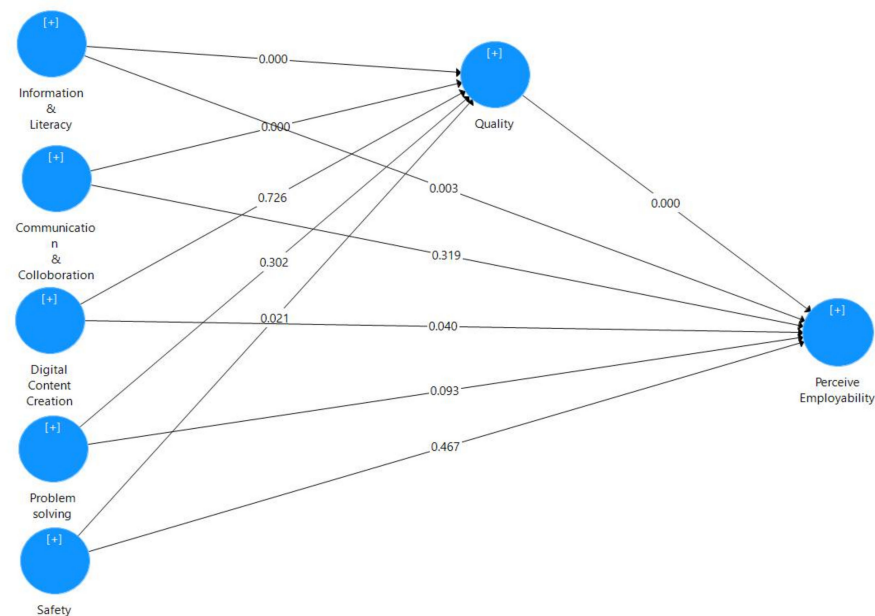 [+]
Information
&
Literacy
[+]
Communicatio
n
&
Colloboration
[+]
Digital
Content
Creation
[+]
Problem
solving
[+]
Safety
0.000
0.000
0.726
0.302
0.021
[+]
Quality
0.003
0.319
0.040
0.093
0.467
0.000
[+]
Perceive
Employability